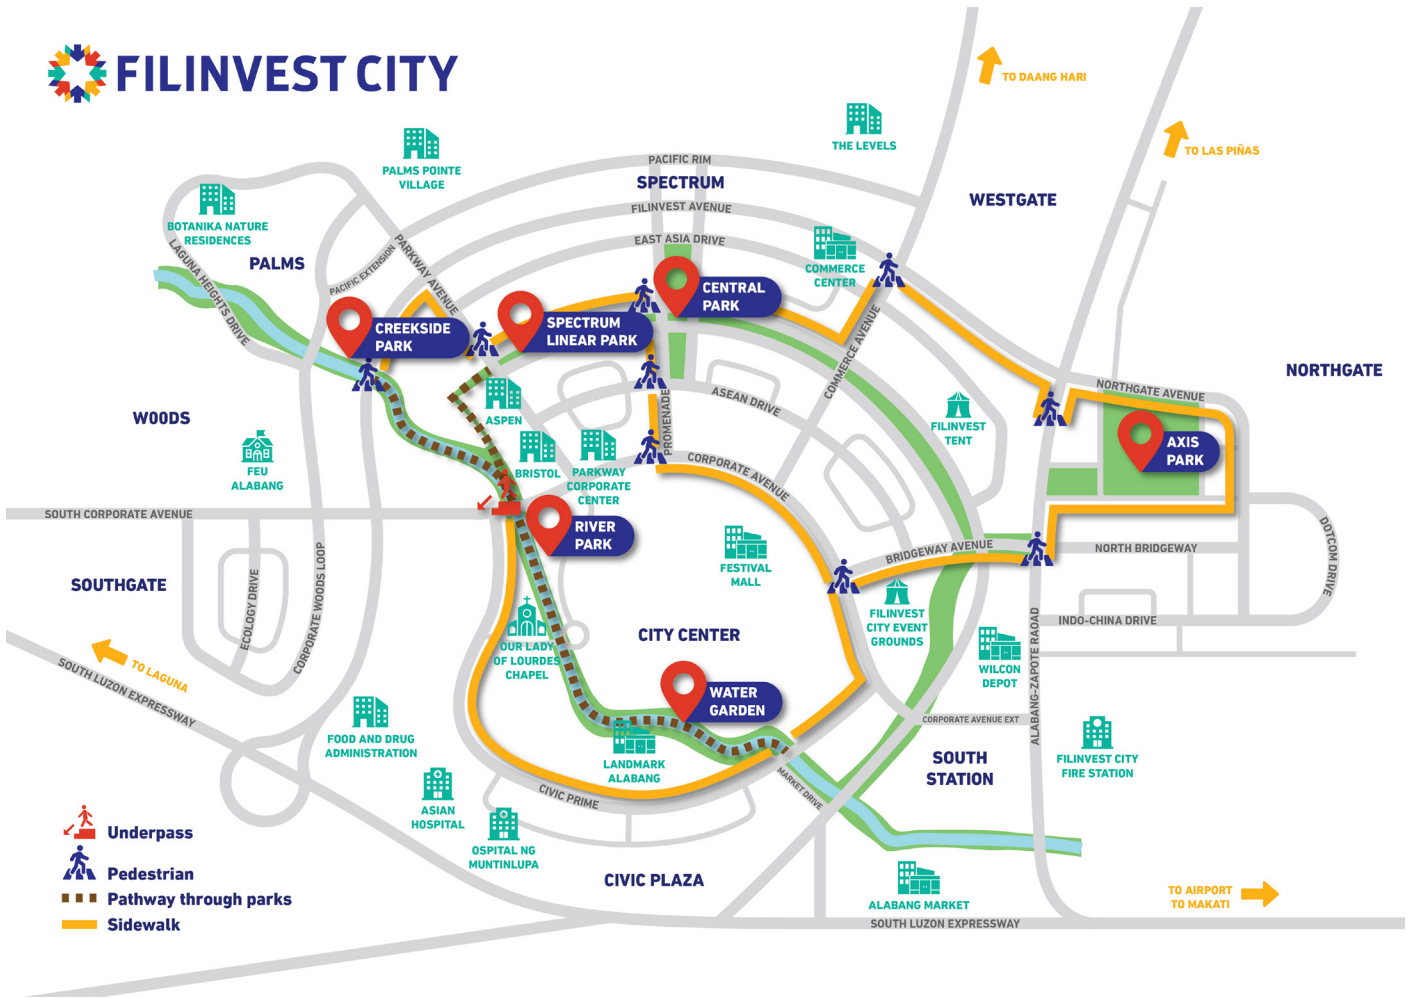 FILINVEST CITY
TO DAANG HARI
TO LAS PIÑAS
THE LEVELS
PALMS POINTE
VILLAGE
PACIFIC RIM
SPECTRUM
WESTGATE
FILINVEST AVENUE
BOTANIKA NATURE
RESIDENCES
EAST ASIA DRIVE
COMMERCE
CENTER
PALMS
LAGUNA HEIGHTS DRIVE
PACIFIC EXTENSION
PARKWAY AVENUE
CENTRAL
PARK
CREEKSIDE
PARK
SPECTRUM
LINEAR PARK
COMMERCE AVENUE
NORTHGATE
NORTHGATE AVENUE
ASEAN DRIVE
WOODS
ASPEN
PROMENADE
FILINVEST
TENT
AXIS
PARK
FEU
ALABANG
BRISTOL
PARKWAY
CORPORATE
CENTER
CORPORATE AVENUE
SOUTH CORPORATE AVENUE
RIVER
PARK
FESTIVAL
MALL
BRIDGEWAY AVENUE
NORTH BRIDGEWAY
DOTCOM DRIVE
SOUTHGATE
ECOLOGY DRIVE
CORPORATE WOODS LOOP
FILINVEST
CITY EVENT
GROUNDS
INDO-CHINA DRIVE
CITY CENTER
OUR LADY
OF LOURDES
CHAPEL
WILCON
DEPOT
ALABANG-ZAPOTE RAOAD
TO LAGUNA
SOUTH LUZON EXPRESSWAY
WATER
GARDEN
CORPORATE AVENUE EXT
FOOD AND DRUG
ADMINISTRATION
LANDMARK
ALABANG
SOUTH
STATION
FILINVEST CITY
FIRE STATION
MARKET DRIVE
CIVIC PRIME
ASIAN
HOSPITAL
OSPITAL NG
MUNTINLUPA
CIVIC PLAZA
ALABANG MARKET
TO AIRPORT
TO MAKATI
SOUTH LUZON EXPRESSWAY
Underpass
Pedestrian
Pathway through parks
Sidewalk